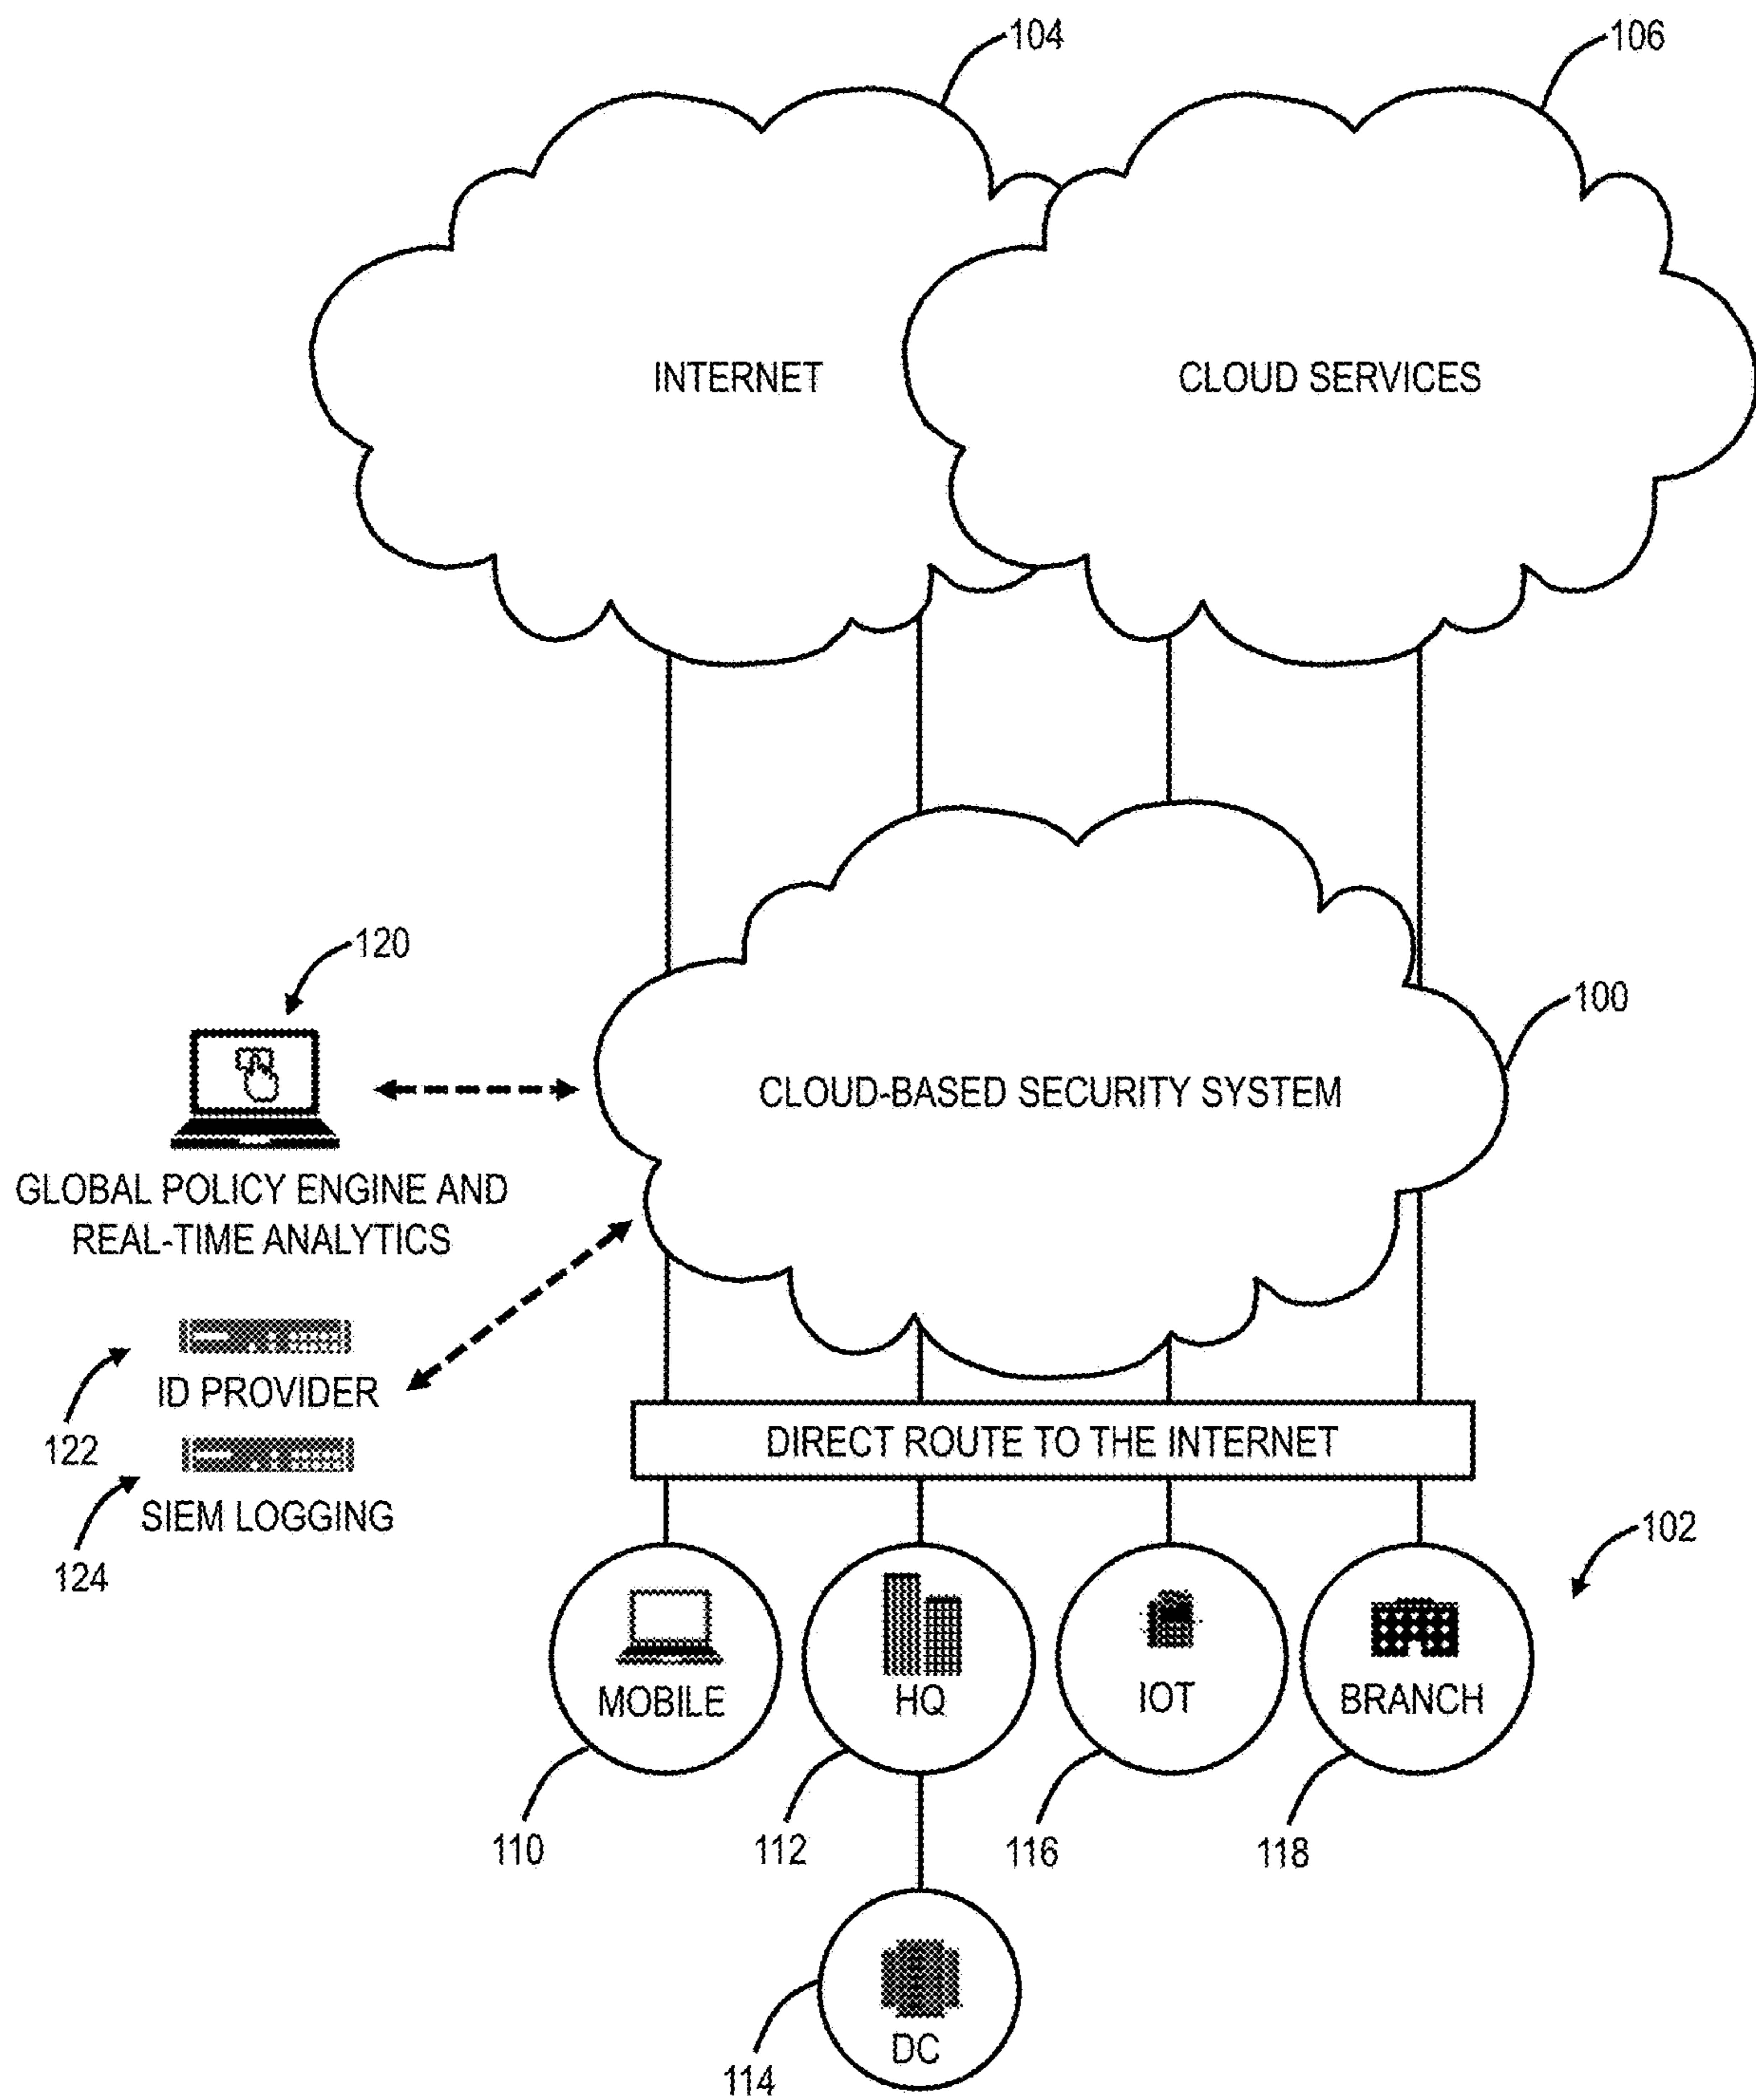 104
106
INTERNET
CLOUD SERVICES
120
100
CLOUD-BASED SECURITY SYSTEM
GLOBAL POLICY ENGINE AND
REAL-TIME ANALYTICS
ID PROVIDER
122
DIRECT ROUTE TO THE INTERNET
SIEM LOGGING
124
102
MOBILE
HQ
IOT
BRANCH
110
112
116
118
DC
114